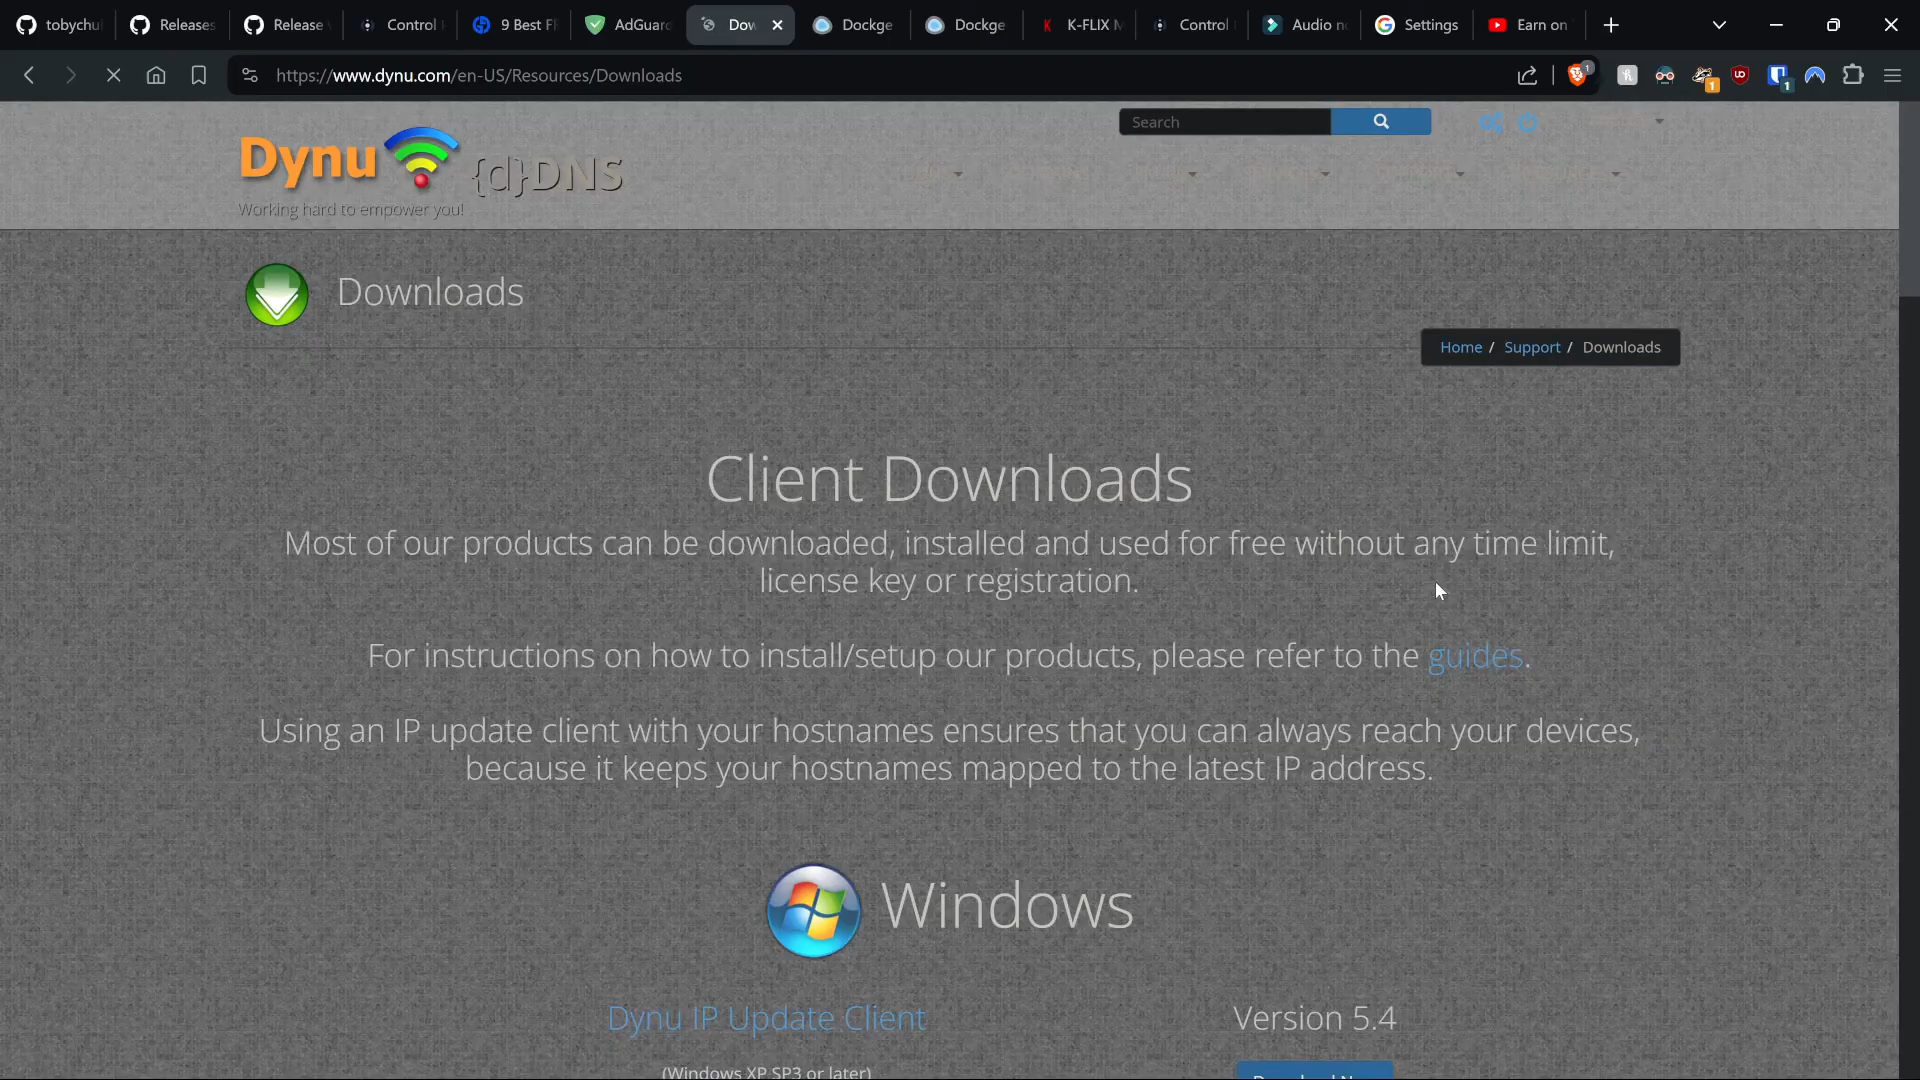 tobychu
Releases
Release
Control
9 Best F
AdGuard
Dow
Dockge
Dockge
K-FLIX M
Control
Audio no
Settings
Earn on
https://www.dynu.com/en-US/Resources/Downloads
Search
Dynu {d}DNS
Working hard to empower you!
Downloads
Home / Support / Downloads
Client Downloads
Most of our products can be downloaded, installed and used for free without any time limit,
license key or registration.
For instructions on how to install/setup our products, please refer to the guides.
Using an IP update client with your hostnames ensures that you can always reach your devices,
because it keeps your hostnames mapped to the latest IP address.
Windows
Dynu IP Update Client
Version 5.4
(Windows XP SP3 or later)